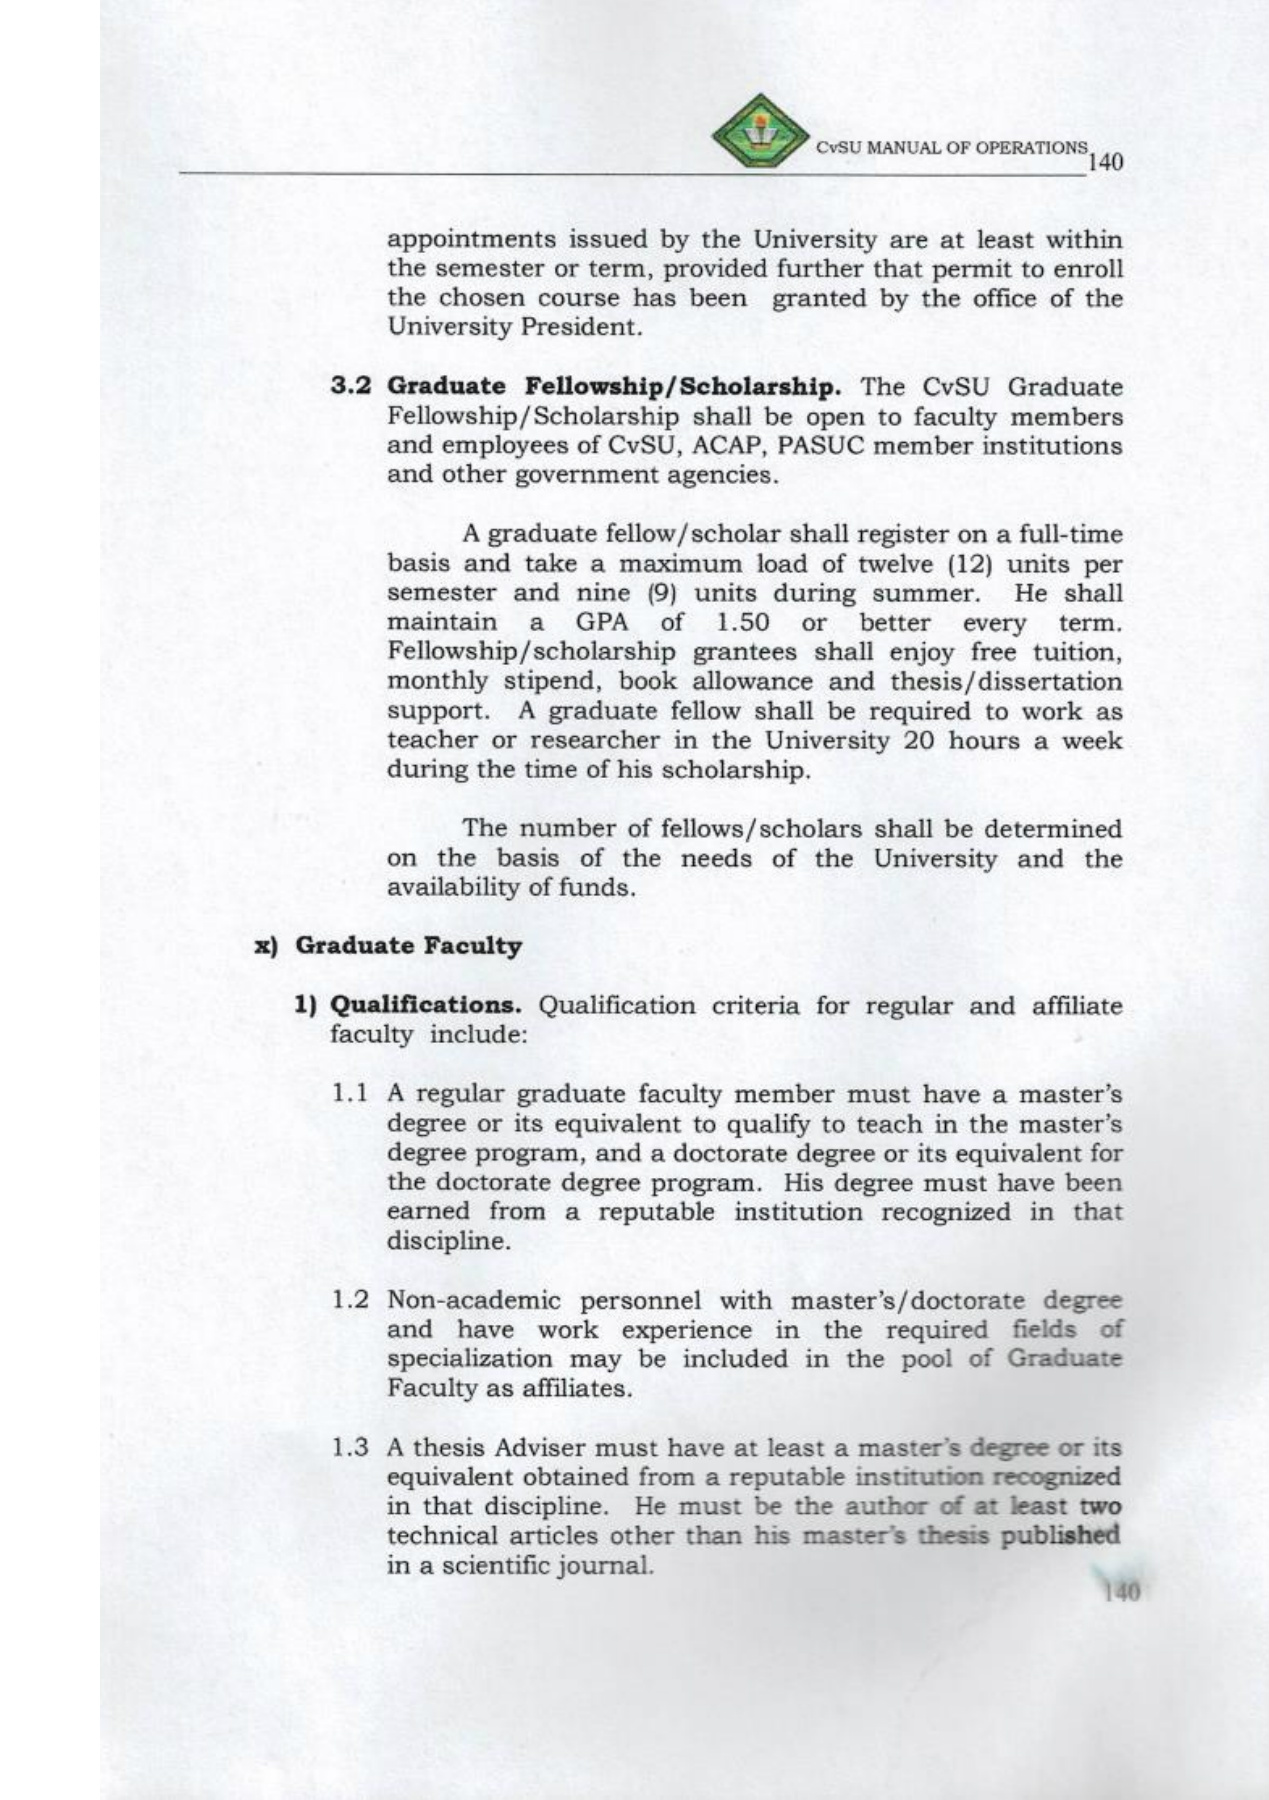 CvSU MANUAL OF OPERATIONS
140
appointments issued by the University are at least within
the semester or term, provided further that permit to enroll
the chosen course has been granted by the office of the
University President.
3.2 Graduate Fellowship/Scholarship. The CvSU Graduate
Fellowship/Scholarship shall be open to faculty members
and employees of CvSU, ACAP, PASUC member institutions
and other government agencies.
A graduate fellow/scholar shall register on a full-time
basis and take a maximum load of twelve (12) units per
semester and nine (9) units during summer. He shall
maintain a GPA of 1.50 or better every term.
Fellowship/scholarship grantees shall enjoy free tuition,
monthly stipend, book allowance and thesis/dissertation
support. A graduate fellow shall be required to work as
teacher or researcher in the University 20 hours a week
during the time of his scholarship.
The number of fellows/scholars shall be determined
on the basis of the needs of the University and the
availability of funds.
x) Graduate Faculty
1) Qualifications. Qualification criteria for regular and affiliate
faculty include:
1.1 A regular graduate faculty member must have a master's
degree or its equivalent to qualify to teach in the master's
degree program, and a doctorate degree or its equivalent for
the doctorate degree program. His degree must have been
earned from a reputable institution recognized in that
discipline.
1.2 Non-academic personnel with master's/doctorate degree
and have work experience in the required fields of
specialization may be included in the pool of Graduate
Faculty as affiliates.
1.3 A thesis Adviser must have at least a master's degree or its
equivalent obtained from a reputable institution recognized
in that discipline. He must be the author of at least two
technical articles other than his master's thesis published
in a scientific journal.
140